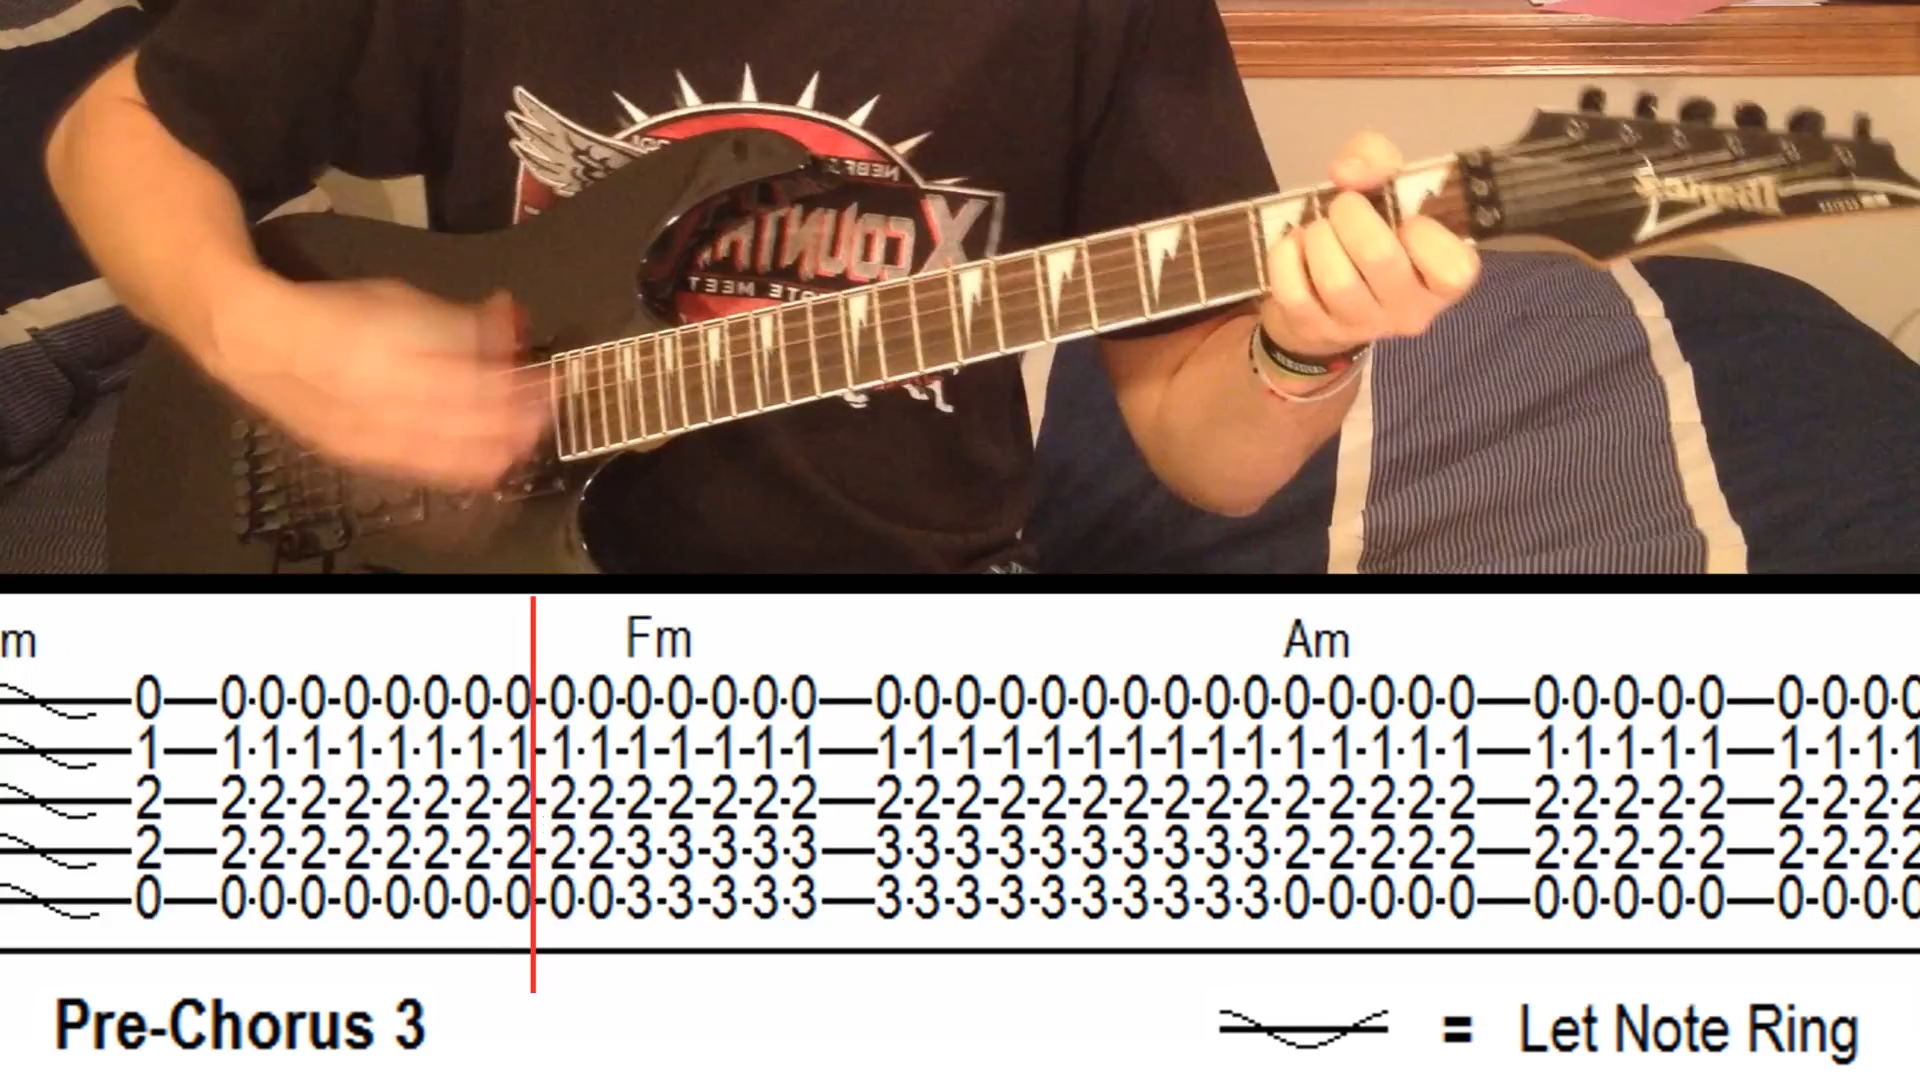 X COUNTR
MEET
Ibanez
m Fm Am
0—0-0-0-0-0-0-0-0-0-0-0-0-0-0-0—0-0-0-0-0-0-0-0-0-0-0-0-0-0-0—0-0-0-0-0—0-0-0-0
1—1-1-1-1-1-1-1-1-1-1-1-1-1-1-1—1-1-1-1-1-1-1-1-1-1-1-1-1-1-1—1-1-1-1-1—1-1-1-1
2—2-2-2-2-2-2-2-2-2-2-2-2-2-2-2—2-2-2-2-2-2-2-2-2-2-2-2-2-2-2—2-2-2-2-2—2-2-2-2
2—2-2-2-2-2-2-2-2-2-2-3-3-3-3-3—3-3-3-3-3-3-3-3-3-3-2-2-2-2-2—2-2-2-2-2—2-2-2-2
0—0-0-0-0-0-0-0-0-0-0-3-3-3-3-3—3-3-3-3-3-3-3-3-3-3-0-0-0-0-0—0-0-0-0-0—0-0-0-0
Pre-Chorus 3
= Let Note Ring